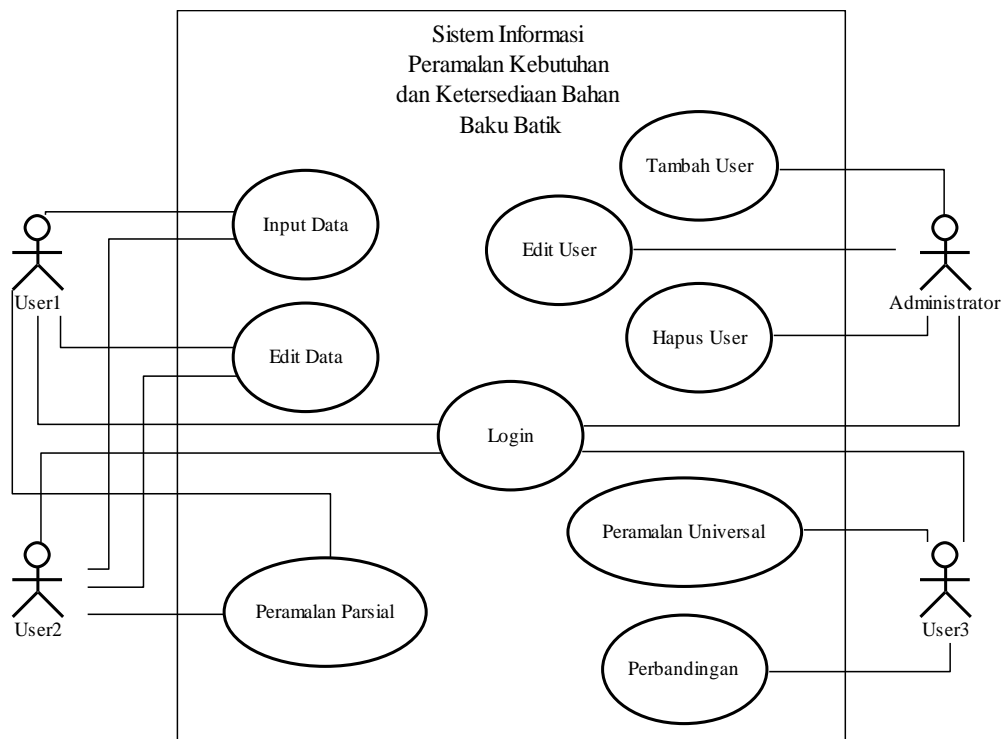 Sistem Informasi
Peramalan Kebutuhan
dan Ketersediaan Bahan
Baku Batik
Tambah User
Input Data
Edit User
User1
Administrator
Hapus User
Edit Data
Login
Peramalan Universal
Peramalan Parsial
User2
User3
Perbandingan